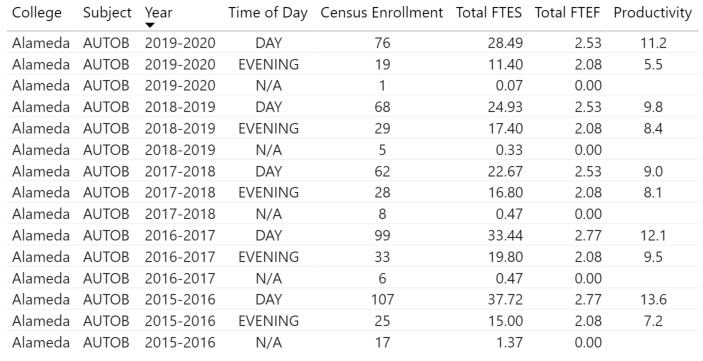 College Subject Year Time of Day Census Enrollment Total FTES Total FTEF Productivity
Alameda AUTOB 2019-2020 DAY 76 28.49 2.53 11.2
Alameda AUTOB 2019-2020 EVENING 19 11.40 2.08 5.5
Alameda AUTOB 2019-2020 N/A 1 0.07 0.00
Alameda AUTOB 2018-2019 DAY 68 24.93 2.53 9.8
Alameda AUTOB 2018-2019 EVENING 29 17.40 2.08 8.4
Alameda AUTOB 2018-2019 N/A 5 0.33 0.00
Alameda AUTOB 2017-2018 DAY 62 22.67 2.53 9.0
Alameda AUTOB 2017-2018 EVENING 28 16.80 2.08 8.1
Alameda AUTOB 2017-2018 N/A 8 0.47 0.00
Alameda AUTOB 2016-2017 DAY 99 33.44 2.77 12.1
Alameda AUTOB 2016-2017 EVENING 33 19.80 2.08 9.5
Alameda AUTOB 2016-2017 N/A 6 0.47 0.00
Alameda AUTOB 2015-2016 DAY 107 37.72 2.77 13.6
Alameda AUTOB 2015-2016 EVENING 25 15.00 2.08 7.2
Alameda AUTOB 2015-2016 N/A 17 1.37 0.00